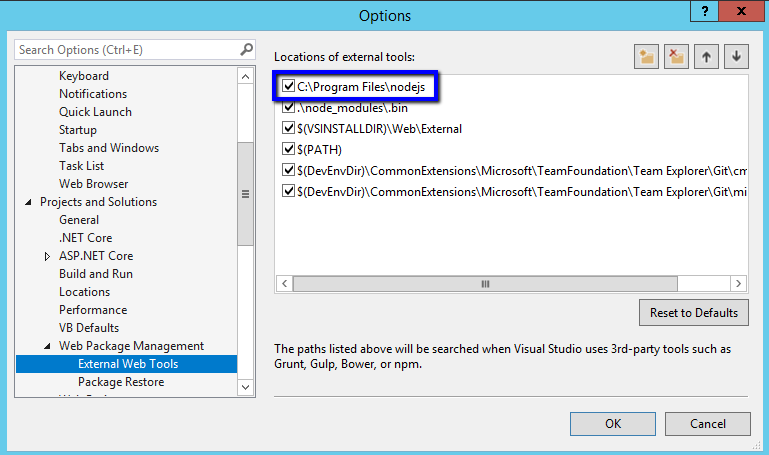 Options
?
x
Search Options (Ctrl+E)
Keyboard
Notifications
Quick Launch
Startup
Tabs and Windows
Task List
Web Browser
Projects and Solutions
General
.NET Core
ASP.NET Core
Build and Run
Locations
Performance
VB Defaults
Web Package Management
External Web Tools
Package Restore
Locations of external tools:
C:\Program Files\nodejs
.\node_modules\.bin
$(VSINSTALLDIR)\Web\External
$(PATH)
$(DevEnvDir)\CommonExtensions\Microsoft\TeamFoundation\Team Explorer\Git\cm
$(DevEnvDir)\CommonExtensions\Microsoft\TeamFoundation\Team Explorer\Git\mi
Reset to Defaults
The paths listed above will be searched when Visual Studio uses 3rd-party tools such as
Grunt, Gulp, Bower, or npm.
OK
Cancel